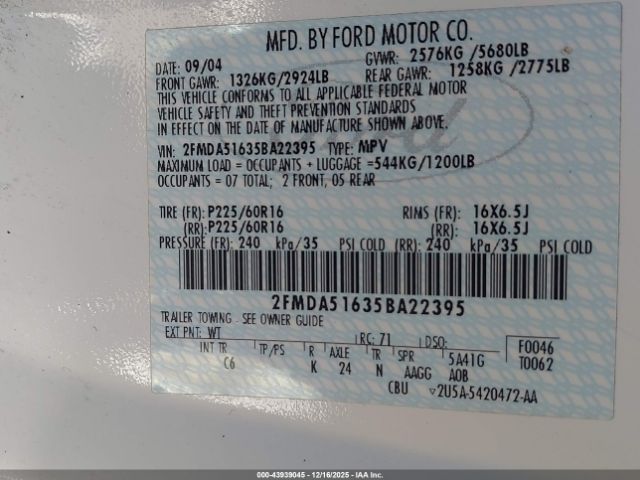 MFD. BY FORD MOTOR CO.
DATE: 09/04 GVWR: 2576KG /5680LB
FRONT GAWR: 1326KG/2924LB REAR GAWR: 1258KG /2775LB
THIS VEHICLE CONFORMS TO ALL APPLICABLE FEDERAL MOTOR
VEHICLE SAFETY AND THEFT PREVENTION STANDARDS
IN EFFECT ON THE DATE OF MANUFACTURE SHOWN ABOVE.
VIN: 2FMDA51635BA22395 TYPE: MPV
MAXIMUM LOAD = OCCUPANTS + LUGGAGE =544KG/1200LB
OCCUPANTS = 07 TOTAL; 2 FRONT, 05 REAR
TIRE (FR): P225/60R16 RIMS (FR): 16X6.5J
(RR): P225/60R16 (RR): 16X6.5J
PRESSURE (FR): 240 kPa/35 PSI COLD (RR): 240 kPa/35 PSI COLD
2FMDA51635BA22395
TRAILER TOWING - SEE OWNER GUIDE
EXT PNT: WT RC: 71 DSO: F0046
INT TR TP/PS R AXLE TR SPR 5A41G T0062
C6 K 24 N AAGG AOB
CBU 2U5A-5420472-AA
000-43939045 - 12/16/2025 - IAA, Inc.